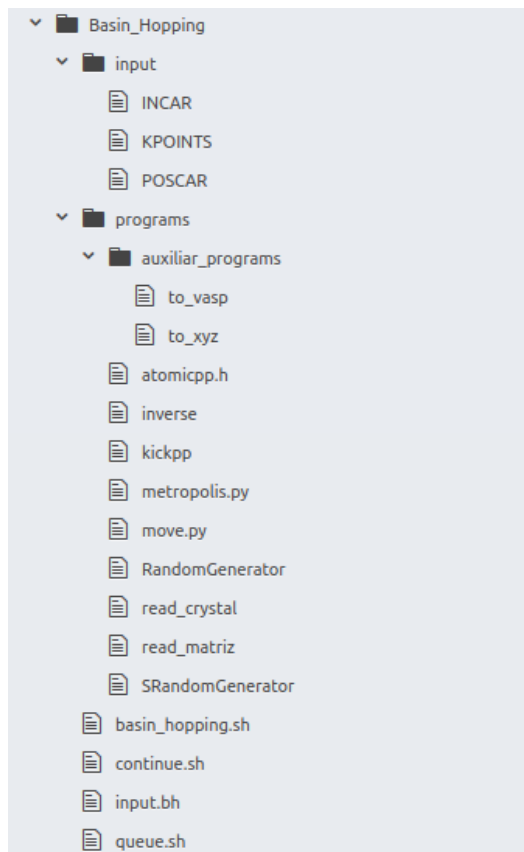 Basin_Hopping
input
INCAR
KPOINTS
POSCAR
programs
auxiliar_programs
to_vasp
to_xyz
atomicpp.h
inverse
kickpp
metropolis.py
move.py
RandomGenerator
read_crystal
read_matriz
SRandomGenerator
basin_hopping.sh
continue.sh
input.bh
queue.sh